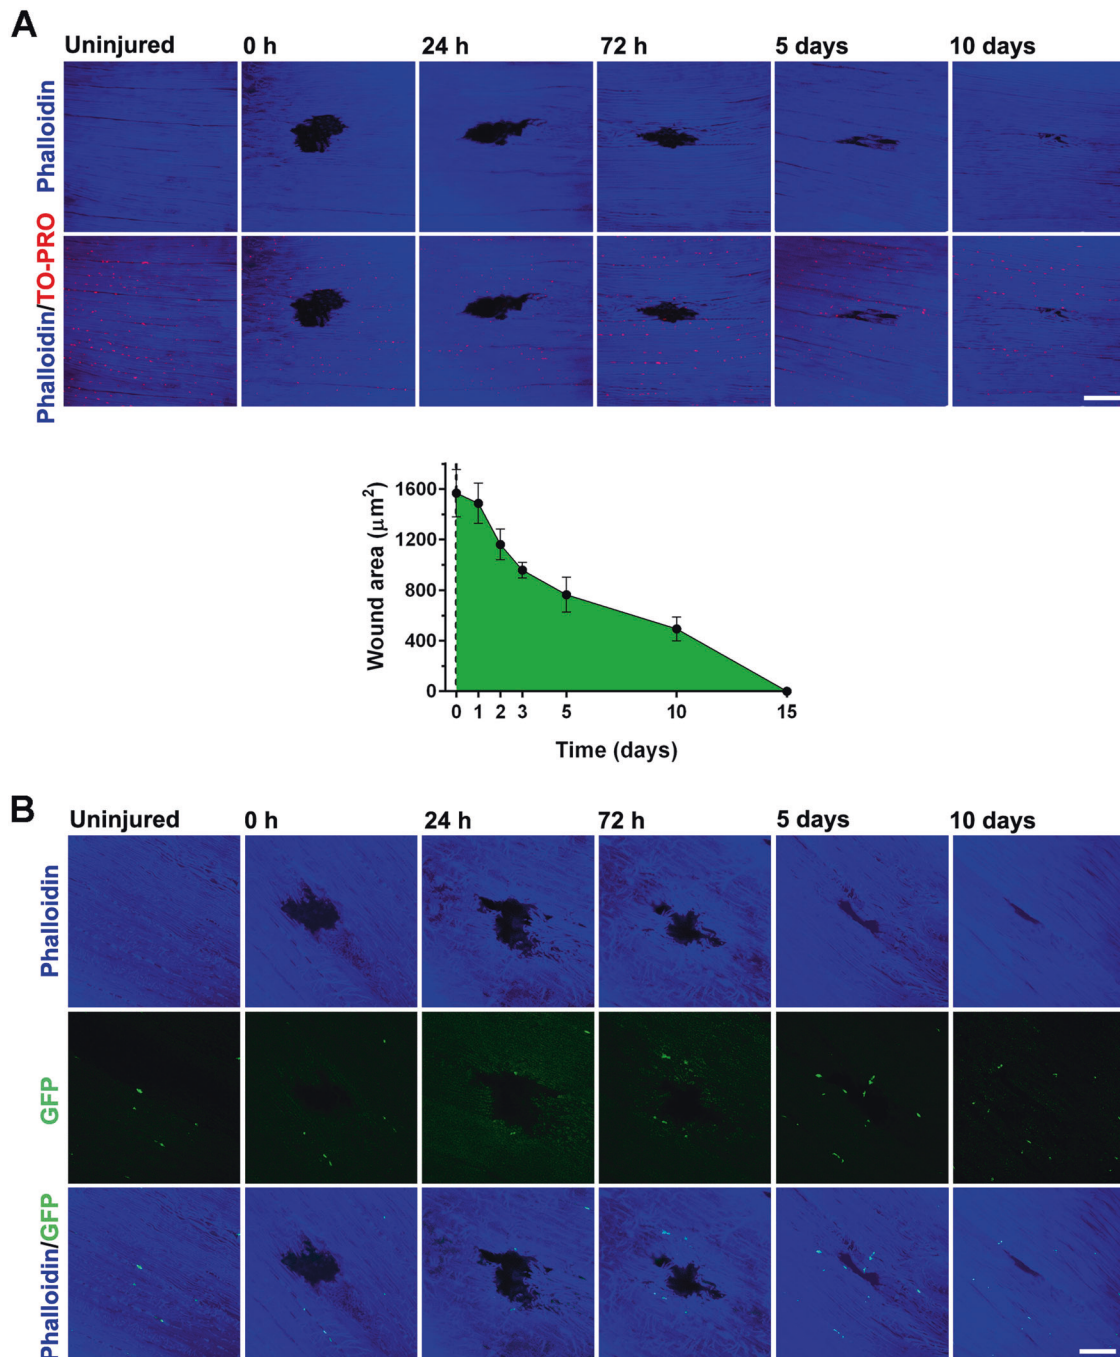 A
Uninjured 0 h 24 h 72 h 5 days 10 days
Phalloidin
Phalloidin/TO-PRO
Wound area (μm²)
1600
1200
800
400
0
0 1 2 3 5 10 15
Time (days)
B
Uninjured 0 h 24 h 72 h 5 days 10 days
Phalloidin
GFP
Phalloidin/GFP